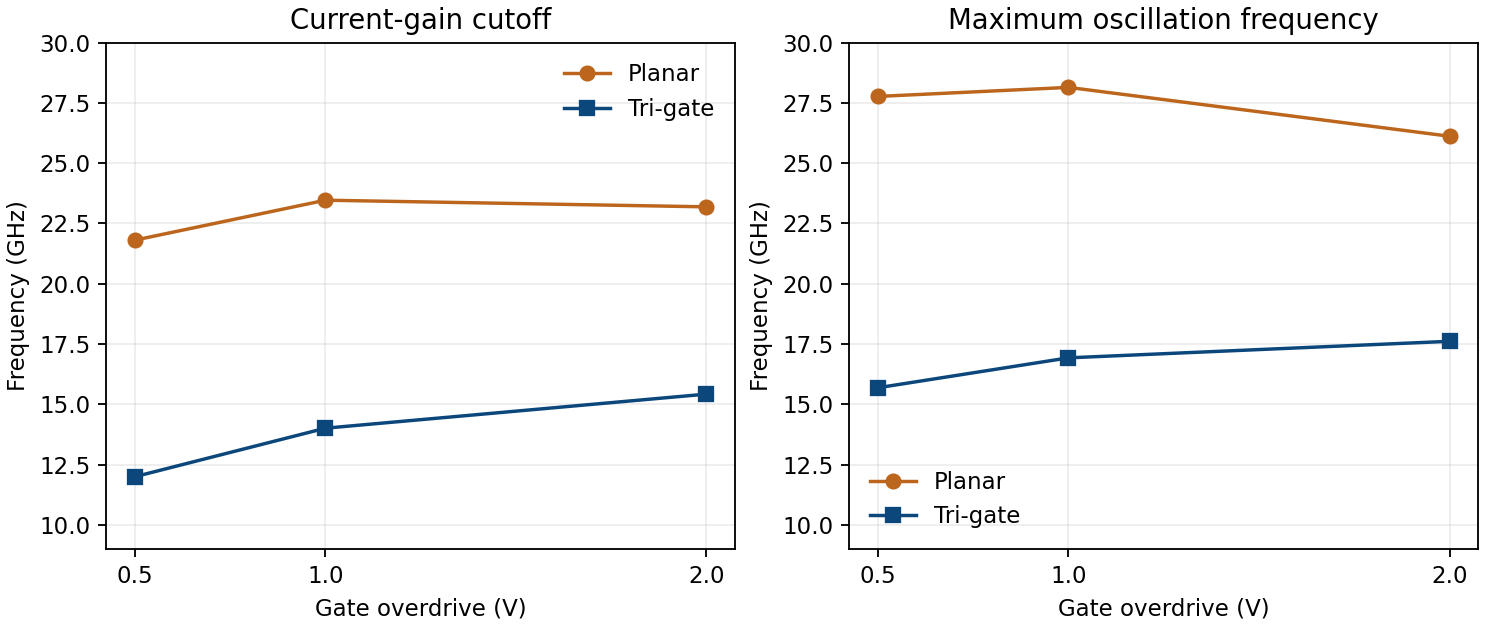 Current-gain cutoff
30.0
27.5
25.0
22.5
20.0
17.5
15.0
12.5
10.0
Frequency (GHz)
Planar
Tri-gate
0.5
1.0
2.0
Gate overdrive (V)
Maximum oscillation frequency
30.0
27.5
25.0
22.5
20.0
17.5
15.0
12.5
10.0
Frequency (GHz)
Planar
Tri-gate
0.5
1.0
2.0
Gate overdrive (V)